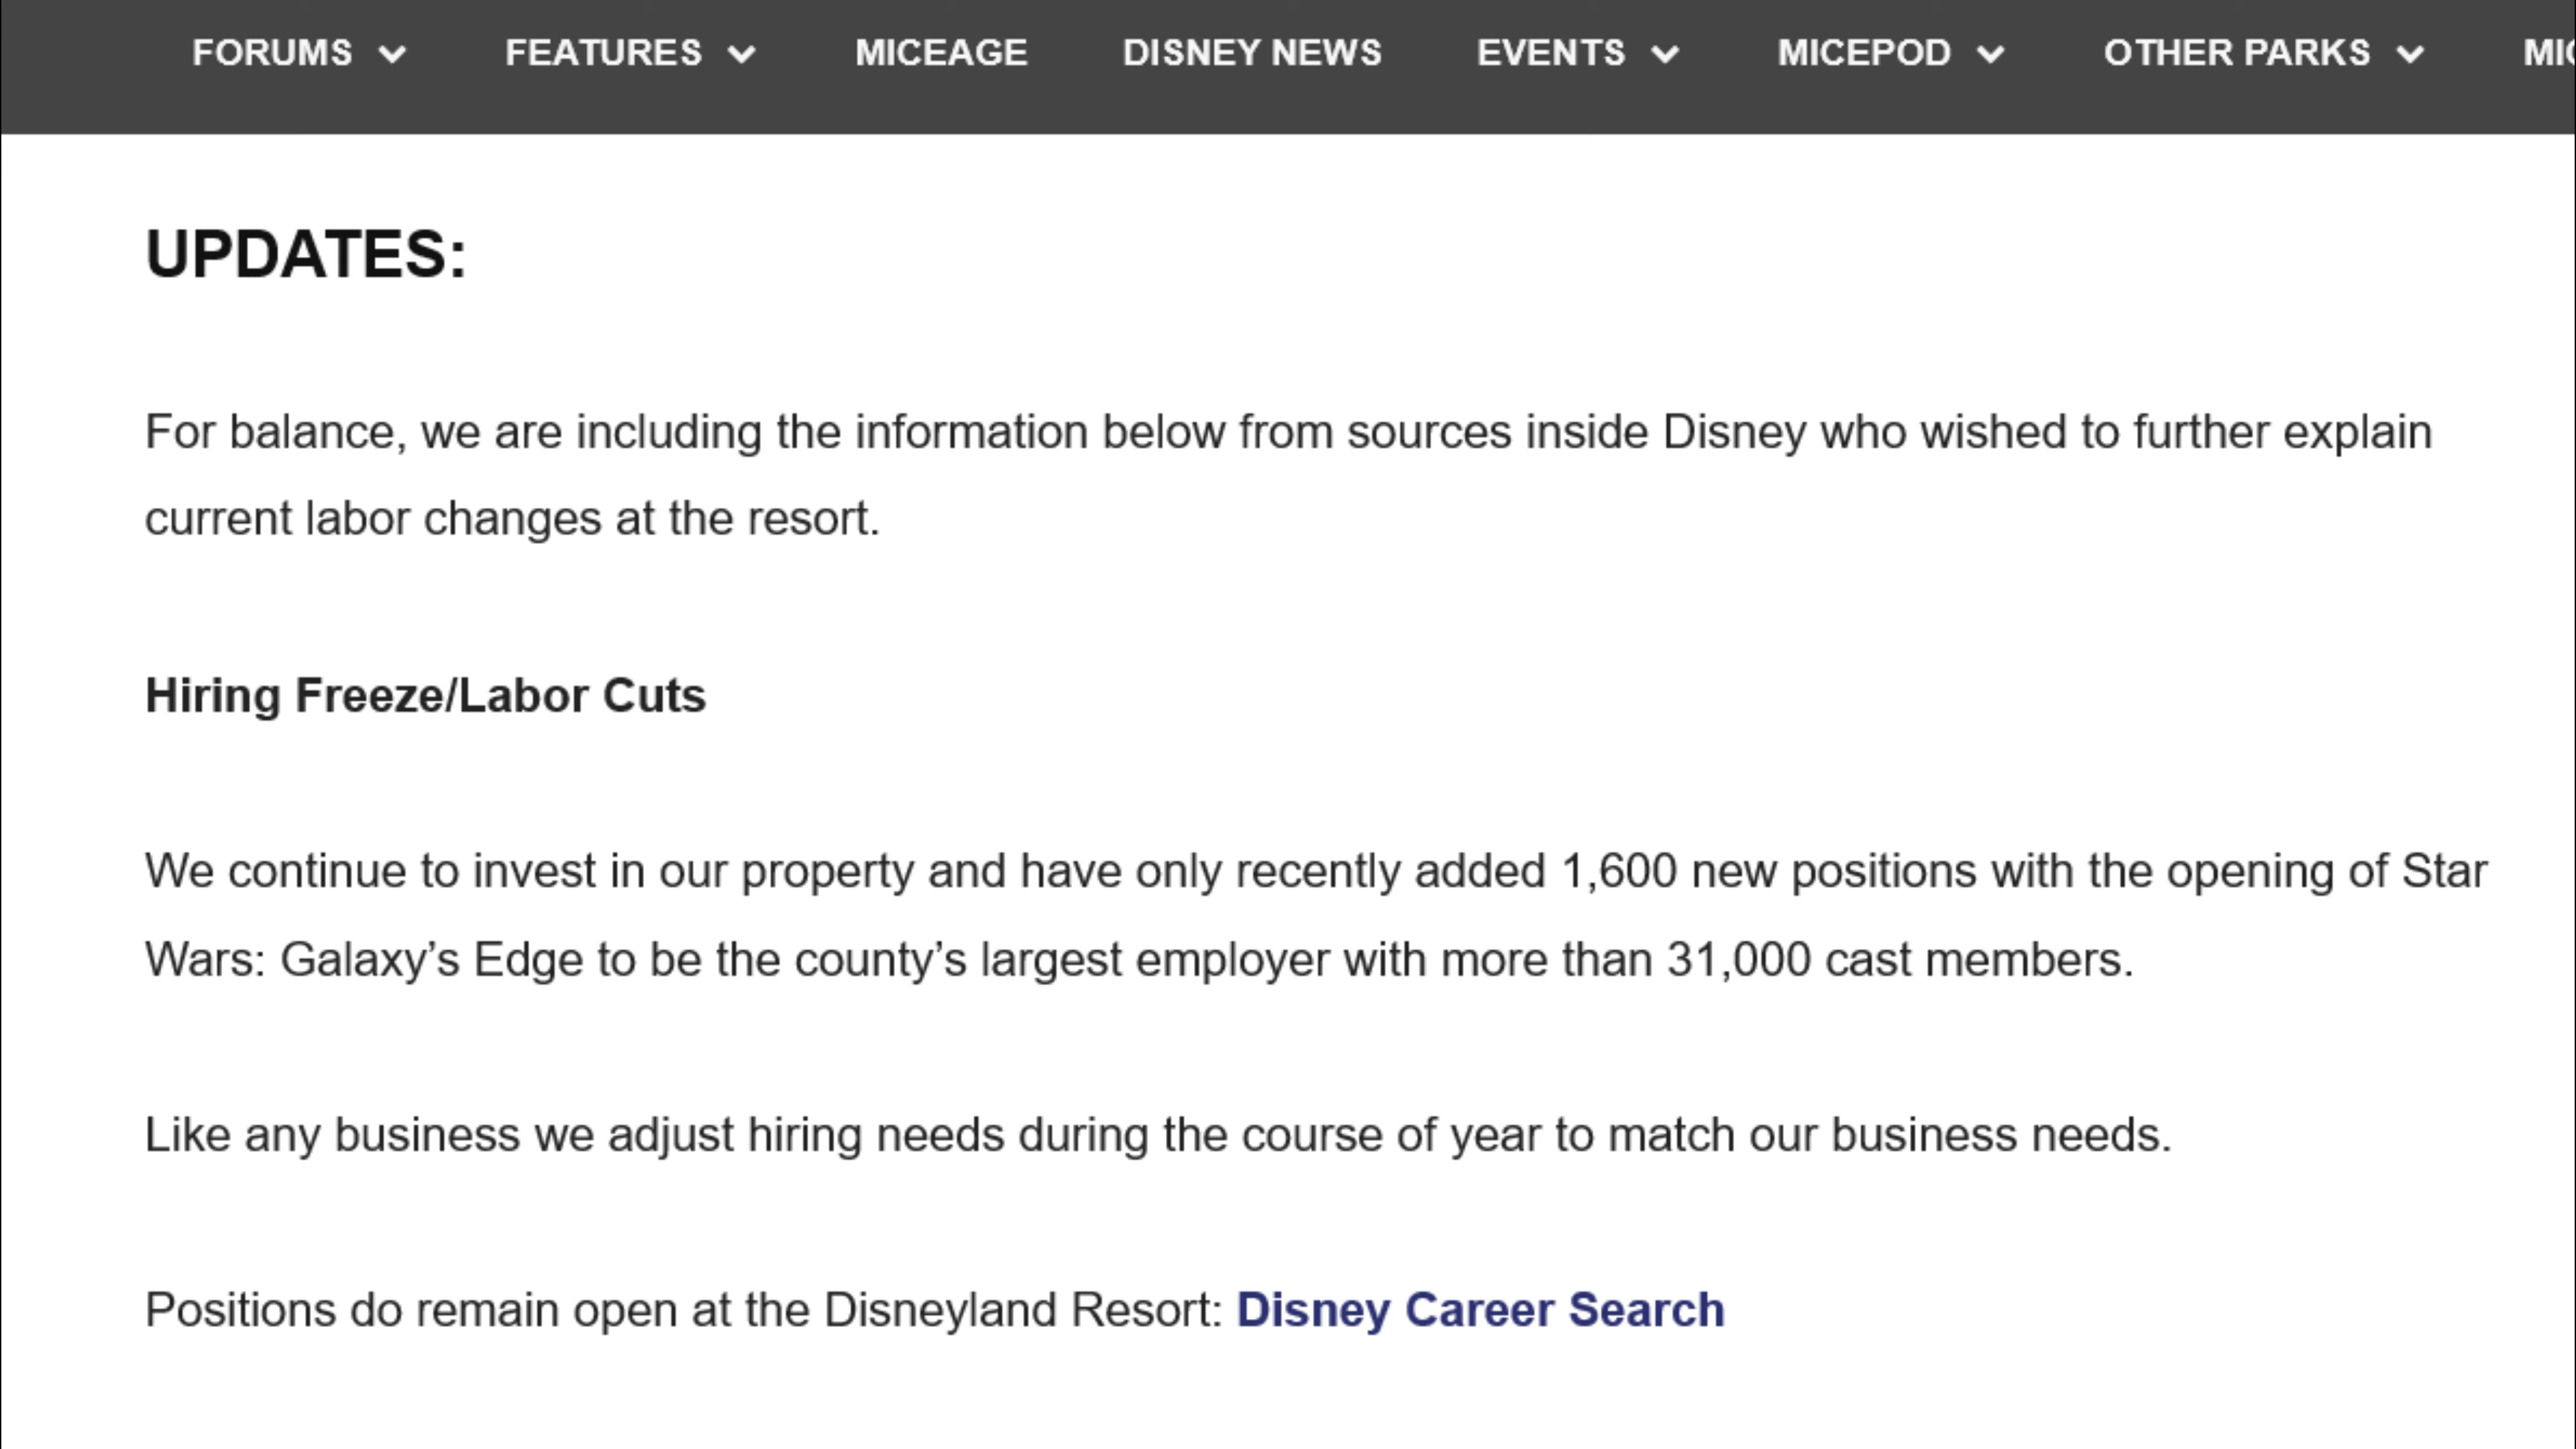 FORUMS FEATURES MICEAGE DISNEY NEWS EVENTS MICEPOD OTHER PARKS
UPDATES:
For balance, we are including the information below from sources inside Disney who wished to further explain
current labor changes at the resort.
Hiring Freeze/Labor Cuts
We continue to invest in our property and have only recently added 1,600 new positions with the opening of Star
Wars: Galaxy’s Edge to be the county’s largest employer with more than 31,000 cast members.
Like any business we adjust hiring needs during the course of year to match our business needs.
Positions do remain open at the Disneyland Resort: Disney Career Search